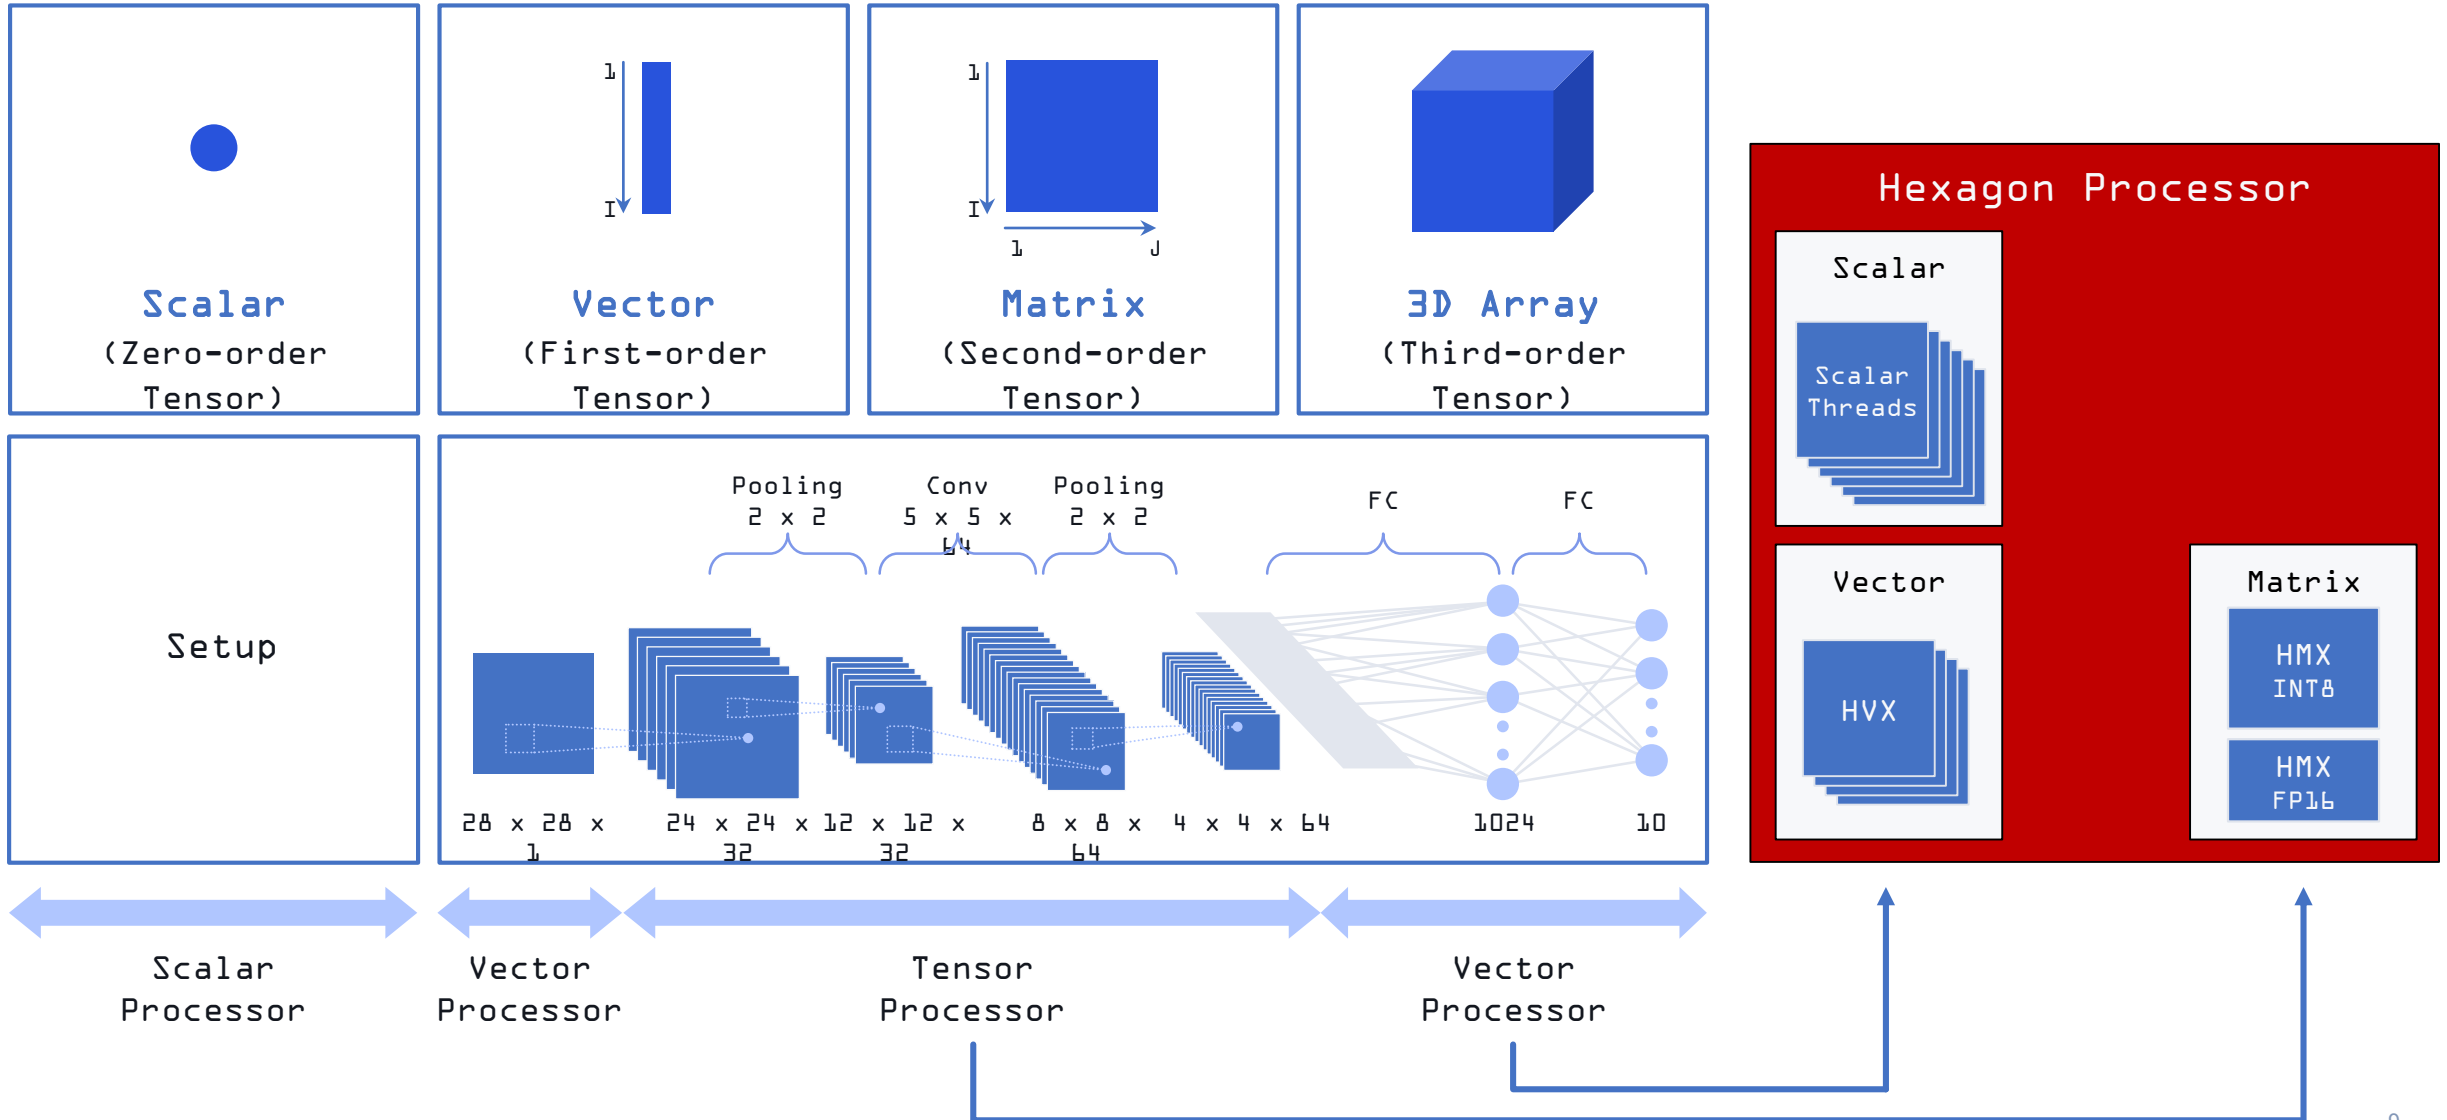 1
I
1
I
1
J
Scalar
(Zero-order
Tensor)
Vector
(First-order
Tensor)
Matrix
(Second-order
Tensor)
3D Array
(Third-order
Tensor)
Setup
Pooling
2 x 2
Conv
5 x 5 x
64
Pooling
2 x 2
FC
FC
28 x 28 x
1
24 x 24 x
32
12 x 12 x
32
8 x 8 x
64
4 x 4 x 64
1024
10
Scalar
Processor
Vector
Processor
Tensor
Processor
Vector
Processor
Hexagon Processor
Scalar
Scalar
Threads
Vector
HVX
Matrix
HMX
INT8
HMX
FP16